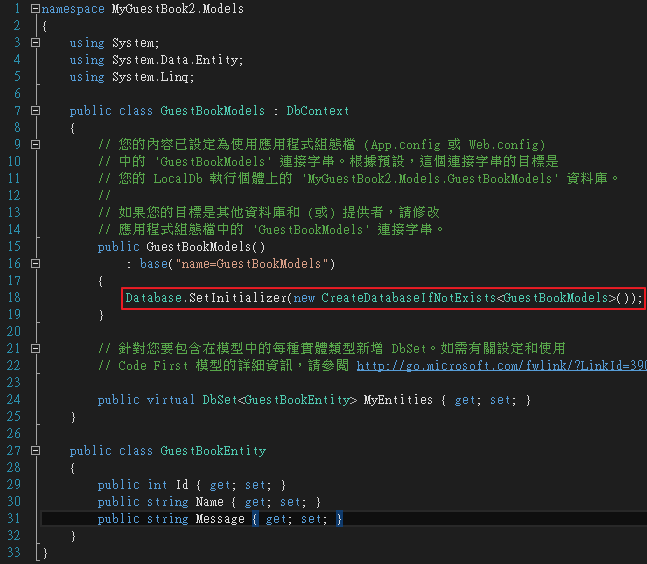 1 namespace MyGuestBook2.Models
2 {
3 using System;
4 using System.Data.Entity;
5 using System.Linq;
6
7 public class GuestBookModels : DbContext
8 {
9 // 您的內容已設定為使用應用程式組態檔 (App.config 或 Web.config)
10 // 中的 'GuestBookModels' 連接字串。根據預設，這個連接字串的目標是
11 // 您的 LocalDb 執行個體上的 'MyGuestBook2.Models.GuestBookModels' 資料庫。
12 //
13 // 如果您的目標是其他資料庫和 (或) 提供者，請修改
14 // 應用程式組態檔中的 'GuestBookModels' 連接字串。
15 public GuestBookModels()
16 : base("name=GuestBookModels")
17 {
18 Database.SetInitializer(new CreateDatabaseIfNotExists<GuestBookModels>());
19 }
20
21 // 針對您要包含在模型中的每種實體類型新增 DbSet。如需有關設定和使用
22 // Code First 模型的詳細資訊，請參閱 http://go.microsoft.com/fwlink/?LinkId=390
23
24 public virtual DbSet<GuestBookEntity> MyEntities { get; set; }
25 }
26
27 public class GuestBookEntity
28 {
29 public int Id { get; set; }
30 public string Name { get; set; }
31 public string Message { get; set; }
32 }
33 }